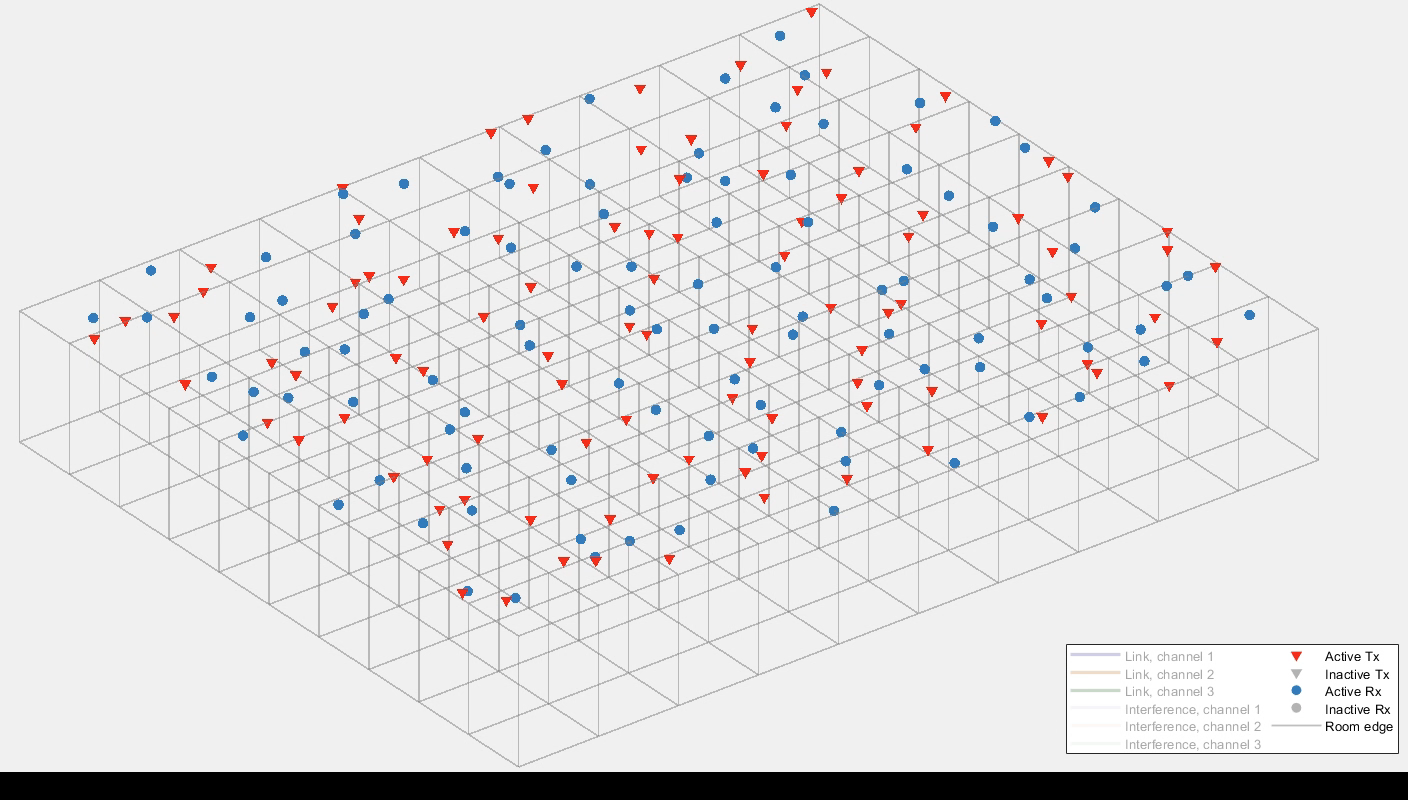 Link, channel 1
Link, channel 2
Link, channel 3
Interference, channel 1
Interference, channel 2
Interference, channel 3
Active Tx
Inactive Tx
Active Rx
Inactive Rx
Room edge